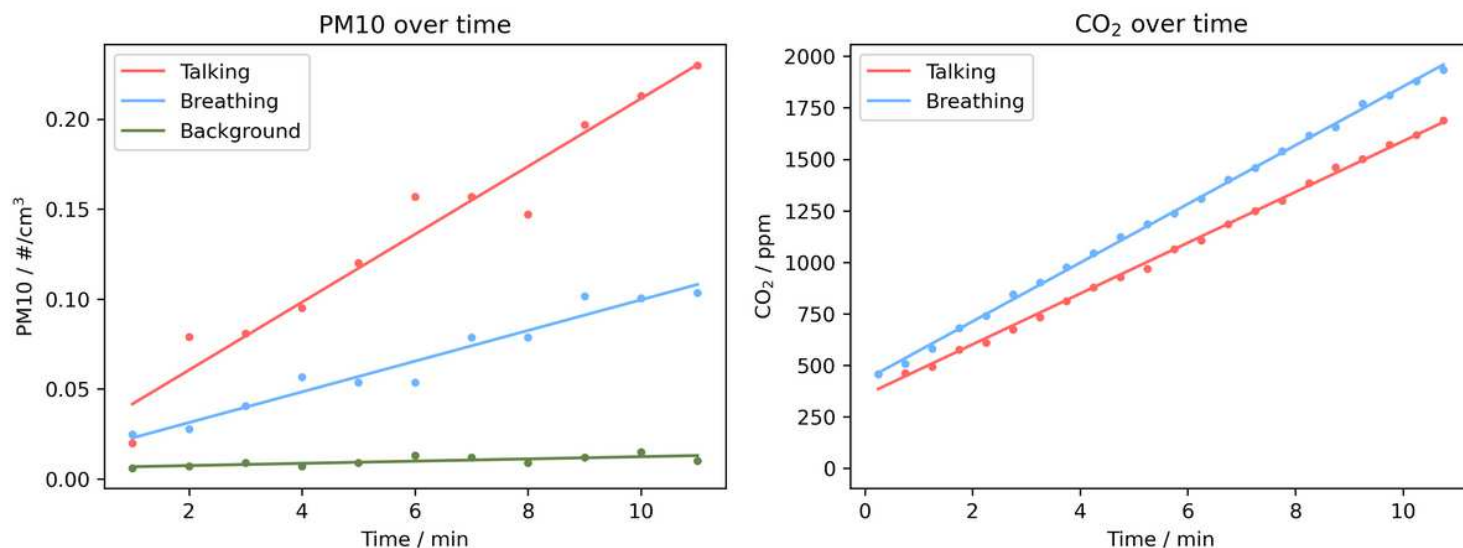 PM10 over time
Talking
Breathing
Background
PM10 / #/cm³
0.20
0.15
0.10
0.05
0.00
2 4 6 8 10
Time / min
CO₂ over time
Talking
Breathing
CO₂ / ppm
2000
1750
1500
1250
1000
750
500
250
0
0 2 4 6 8 10
Time / min